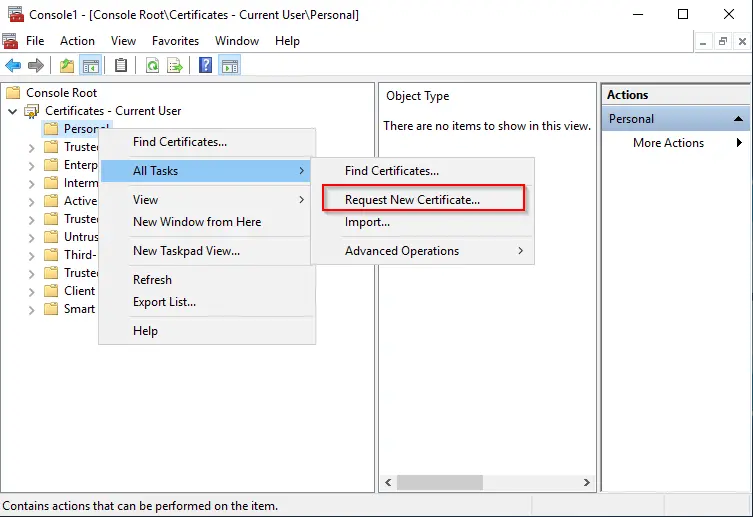 Console1 - [Console Root\Certificates - Current User\Personal]
File Action View Favorites Window Help
Console Root
Certificates - Current User
Personal
Trusted
Enterp
Interm
Active
Trusted
Untrus
Third-
Trusted
Client
Smart
Find Certificates...
All Tasks
View
New Window from Here
New Taskpad View...
Refresh
Export List...
Help
Find Certificates...
Request New Certificate...
Import...
Advanced Operations
Object Type
There are no items to show in this view.
Actions
Personal
More Actions
Contains actions that can be performed on the item.